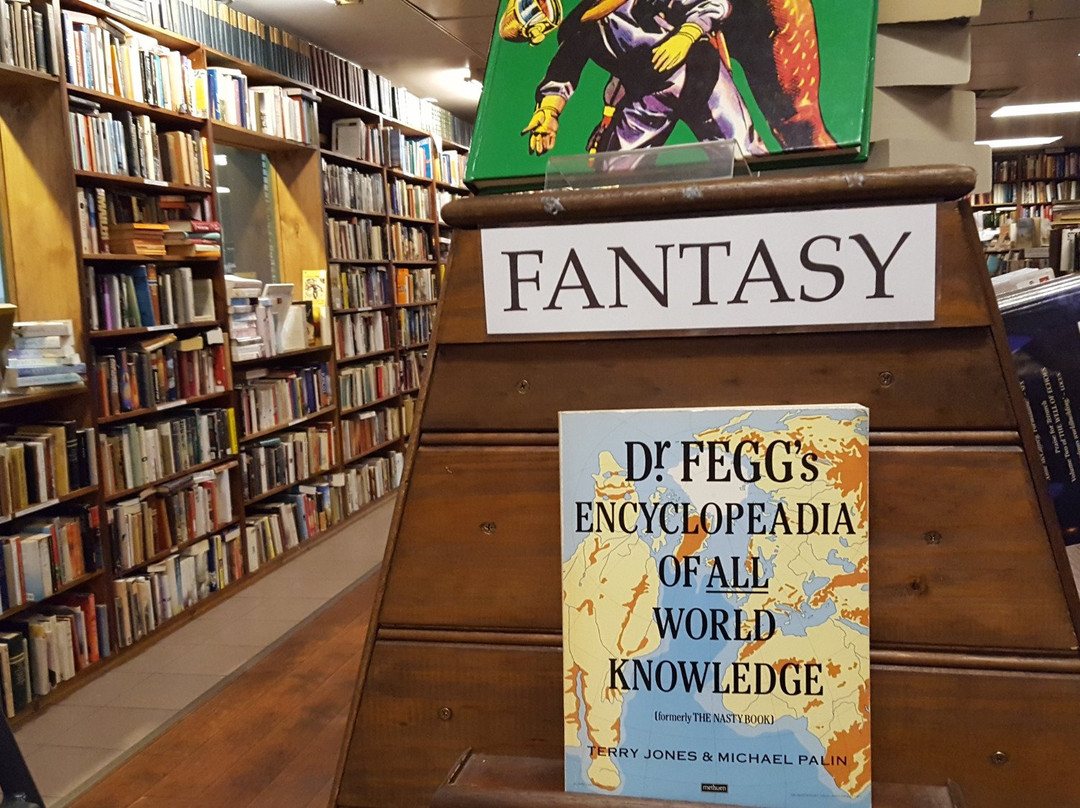 FANTASY
Dr FEGG's
ENCYCLOPEADIA
OF ALL
WORLD
KNOWLEDGE
(formerly THE NASTY BOOK)
TERRY JONES & MICHAEL PALIN
methuen